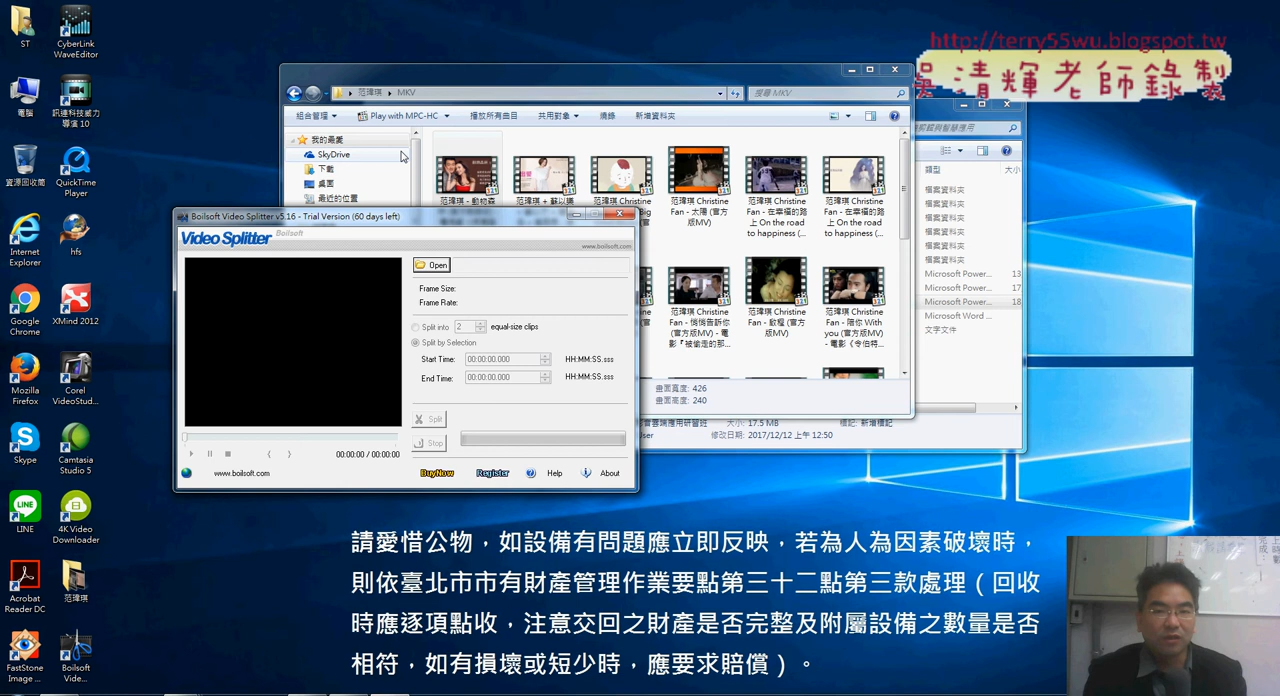 http://terry55wu.blogspot.tw
吳清輝老師錄製
ST
CyberLink
WaveEditor
電腦
訊連科技威力
導演 10
資源回收筒
QuickTime
Player
Internet
Explorer
hfs
Google
Chrome
XMind 2012
Mozilla
Firefox
Corel
VideoStud...
Skype
Camtasia
Studio 5
LINE
4K Video
Downloader
Acrobat
Reader DC
范瑋琪
FastStone
Image ...
Boilsoft
Vide...
范瑋琪 ▸ MKV
搜尋 MKV
組合管理
Play with MPC-HC
播放所有曲目
共用對象
燒錄
新增資料夾
我的最愛
SkyDrive
下載
桌面
最近的位置
范瑋琪 Christine
Fan - 太陽 (官方
版MV)
范瑋琪 Christine
Fan - 在幸福的路
上 On the road
to happiness (...
范瑋琪 Christine
Fan - 在幸福的路
上 On the road
to happiness (...
范瑋琪 Christine
Fan - 悄悄告訴你
(官方版MV) - 電
影『被偷走的那...
范瑋琪 Christine
Fan - 啟程 (官方
版MV)
范瑋琪 Christine
Fan - 陪你 With
you (官方版MV)
- 電影《令伯特...
畫面寬度: 426
畫面高度: 240
類型
大小
檔案資料夾
檔案資料夾
檔案資料夾
檔案資料夾
檔案資料夾
檔案資料夾
Microsoft Power...
13
Microsoft Power...
17
Microsoft Power...
18
Microsoft Word ...
文字文件
大小: 17.5 MB
標記: 新增標記
修改日期: 2017/12/12 上午 12:50
Boilsoft Video Splitter v5.16 - Trial Version (60 days left)
Video Splitter Boilsoft
www.boilsoft.com
Open
Frame Size:
Frame Rate:
Split into 2 equal-size clips
Split by Selection
Start Time: 00:00:00.000 HH:MM:SS.sss
End Time: 00:00:00.000 HH:MM:SS.sss
Split
Stop
00:00:00 / 00:00:00
www.boilsoft.com
BuyNow
Register
Help
About
請愛惜公物，如設備有問題應立即反映，若為人為因素破壞時，
則依臺北市市有財產管理作業要點第三十二點第三款處理（回收
時應逐項點收，注意交回之財產是否完整及附屬設備之數量是否
相符，如有損壞或短少時，應要求賠償）。